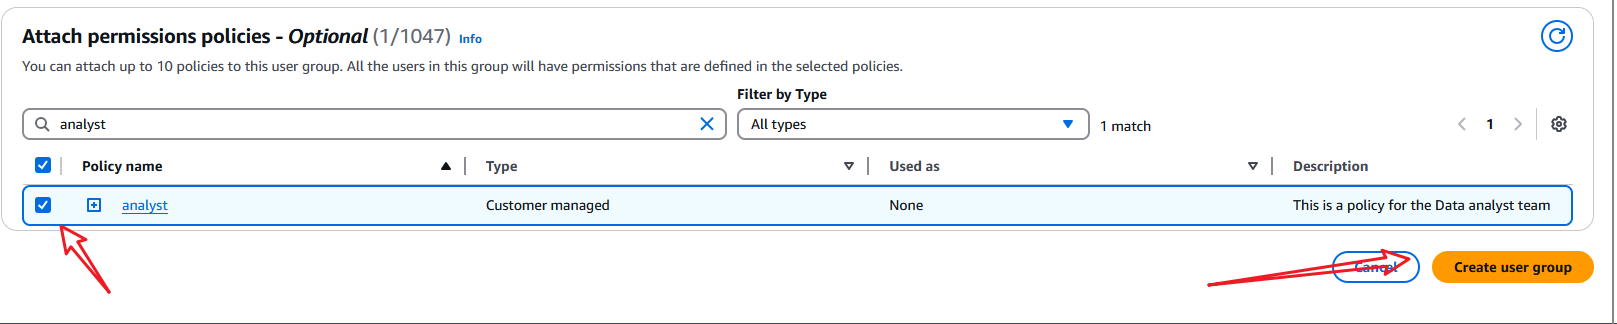 Attach permissions policies - Optional (1/1047) Info
You can attach up to 10 policies to this user group. All the users in this group will have permissions that are defined in the selected policies.
Filter by Type
analyst All types 1 match 1
Policy name Type Used as Description
analyst Customer managed None This is a policy for the Data analyst team
Cancel Create user group